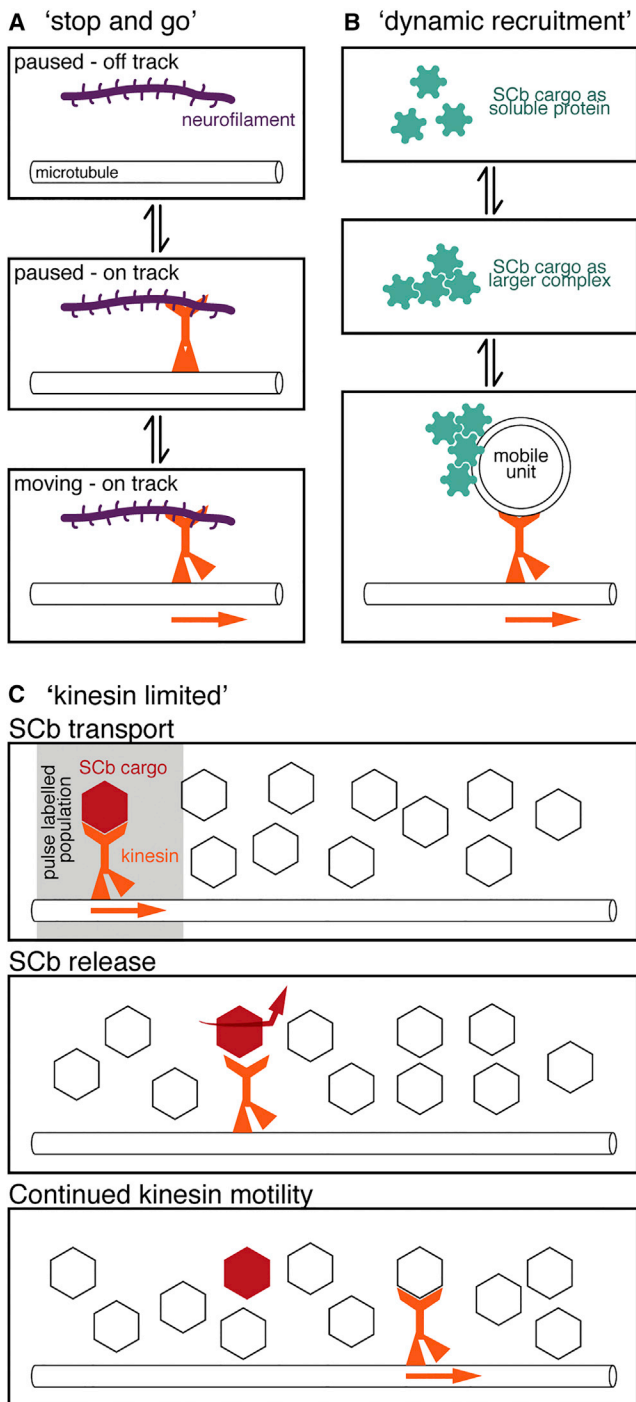 A 'stop and go'
paused - off track
neurofilament
microtubule
paused - on track
moving - on track
B 'dynamic recruitment'
SCb cargo as
soluble protein
SCb cargo as
larger complex
mobile
unit
C 'kinesin limited'
SCb transport
pulse labelled
population
SCb cargo
kinesin
SCb release
Continued kinesin motility